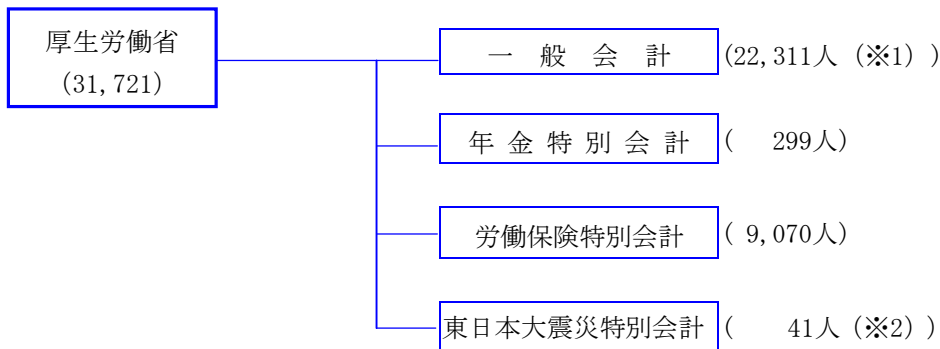 厚生労働省
(31,721)
一 般 会 計 (22,311人 (※1) )
年 金 特 別 会 計 ( 299人)
労働保険特別会計 ( 9,070人)
東日本大震災特別会計 ( 41人 (※2) )